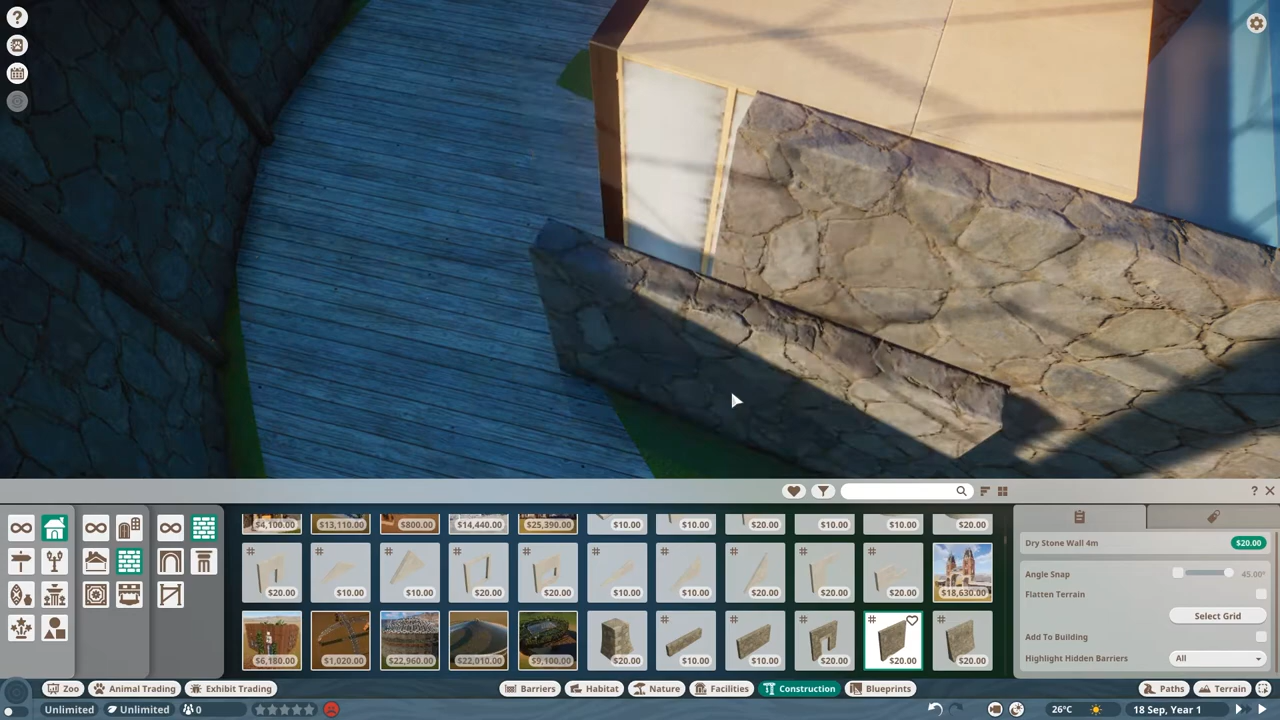 ?
? ×
$4,100.00 $13,110.00 $800.00 $14,440.00 $25,390.00 $10.00 $10.00 $20.00 $10.00 $10.00 $20.00
$20.00 $10.00 $10.00 $20.00 $20.00 $10.00 $10.00 $20.00 $20.00 $20.00 $18,630.00
$6,180.00 $1,020.00 $22,960.00 $22,010.00 $9,100.00 $20.00 $10.00 $10.00 $20.00 $20.00 $20.00
Dry Stone Wall 4m $20.00
Angle Snap 45.00°
Flatten Terrain
Select Grid
Add To Building
Highlight Hidden Barriers All
Zoo Animal Trading Exhibit Trading Barriers Habitat Nature Facilities Construction Blueprints Paths Terrain
Unlimited Unlimited 0 26°C 18 Sep, Year 1